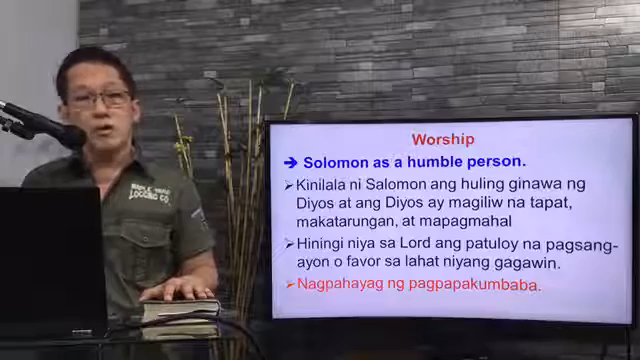 Worship
➔ Solomon as a humble person.
➢Kinilala ni Salomon ang huling ginawa ng
Diyos at ang Diyos ay magiliw na tapat,
makatarungan, at mapagmahal
➢Hiningi niya sa Lord ang patuloy na pagsang-
ayon o favor sa lahat niyang gagawin.
➢Nagpahayag ng pagpapakumbaba.
LOGGING CO.